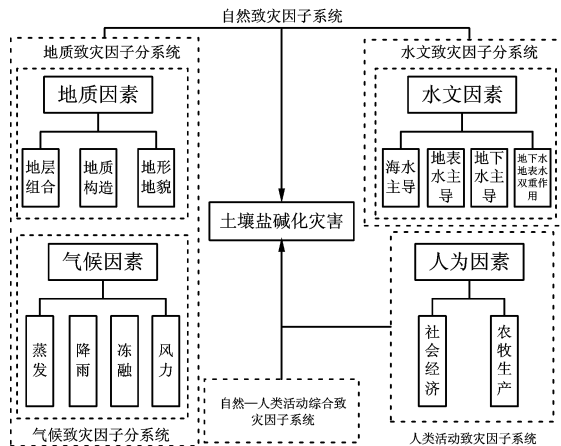 自然致灾因子系统
地质致灾因子分系统
地质因素
地层
组合
地质
构造
地形
地貌
水文致灾因子分系统
水文因素
海水
主导
地表
水主
导
地下
水主
导
地下水
地表水
双重作
用
土壤盐碱化灾害
气候因素
蒸
发
降
雨
冻
融
风
力
气候致灾因子分系统
自然—人类活动综合致
灾因子系统
人为因素
社
会
经
济
农
牧
生
产
人类活动致灾因子系统